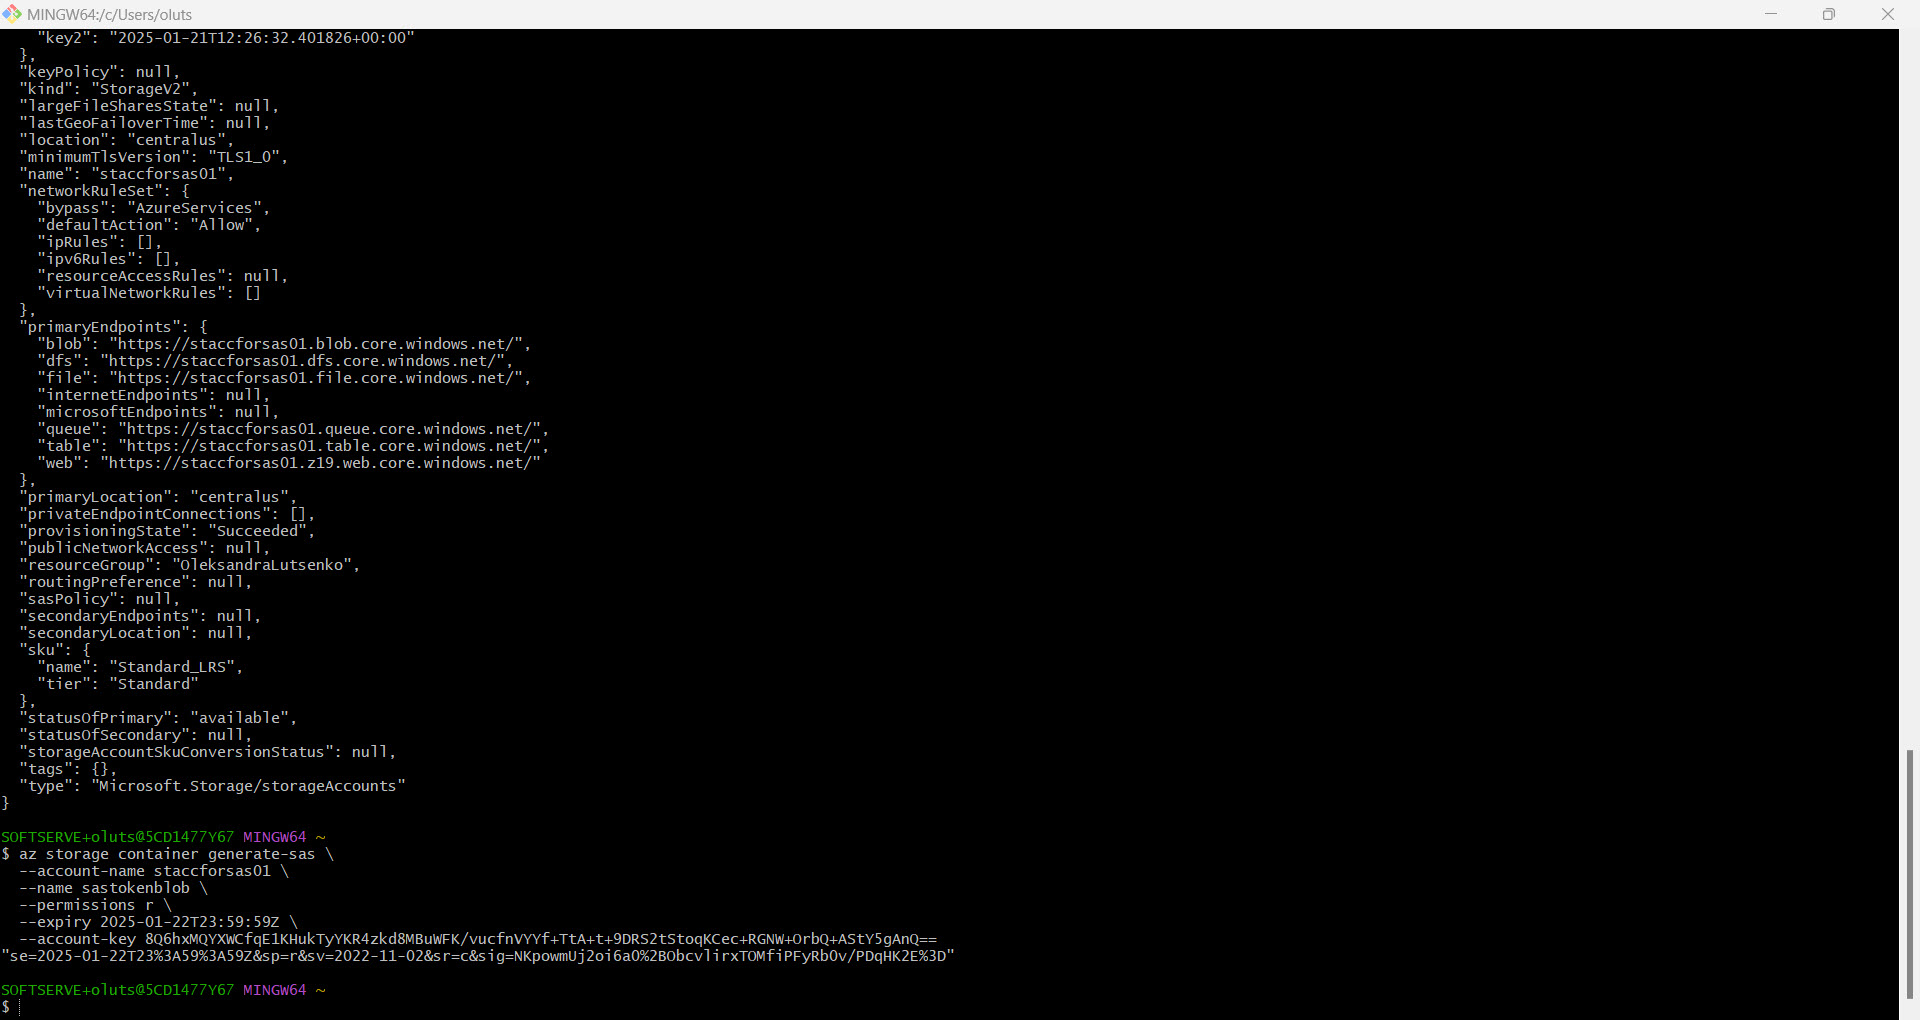 MINGW64:/c/Users/oluts
    "key2": "2025-01-21T12:26:32.401826+00:00"
  },
  "keyPolicy": null,
  "kind": "StorageV2",
  "largeFileSharesState": null,
  "lastGeoFailoverTime": null,
  "location": "centralus",
  "minimumTlsVersion": "TLS1_0",
  "name": "staccforsas01",
  "networkRuleSet": {
    "bypass": "AzureServices",
    "defaultAction": "Allow",
    "ipRules": [],
    "ipv6Rules": [],
    "resourceAccessRules": null,
    "virtualNetworkRules": []
  },
  "primaryEndpoints": {
    "blob": "https://staccforsas01.blob.core.windows.net/",
    "dfs": "https://staccforsas01.dfs.core.windows.net/",
    "file": "https://staccforsas01.file.core.windows.net/",
    "internetEndpoints": null,
    "microsoftEndpoints": null,
    "queue": "https://staccforsas01.queue.core.windows.net/",
    "table": "https://staccforsas01.table.core.windows.net/",
    "web": "https://staccforsas01.z19.web.core.windows.net/"
  },
  "primaryLocation": "centralus",
  "privateEndpointConnections": [],
  "provisioningState": "Succeeded",
  "publicNetworkAccess": null,
  "resourceGroup": "OleksandraLutsenko",
  "routingPreference": null,
  "sasPolicy": null,
  "secondaryEndpoints": null,
  "secondaryLocation": null,
  "sku": {
    "name": "Standard_LRS",
    "tier": "Standard"
  },
  "statusOfPrimary": "available",
  "statusOfSecondary": null,
  "storageAccountSkuConversionStatus": null,
  "tags": {},
  "type": "Microsoft.Storage/storageAccounts"
}
SOFTSERVE+oluts@5CD1477Y67 MINGW64 ~
$ az storage container generate-sas \
  --account-name staccforsas01 \
  --name sastokenblob \
  --permissions r \
  --expiry 2025-01-22T23:59:59Z \
  --account-key 8Q6hxMQYXWCfqE1KHukTyYKR4zkd8MBuWFK/vucfnVYYf+TtA+t+9DRS2tStoqKCec+RGNW+OrbQ+AStY5gAnQ==
"se=2025-01-22T23%3A59%3A59Z&sp=r&sv=2022-11-02&sr=c&sig=NKpowmUj2oi6aO%2BObcvlirxTOMfiPFyRbOv/PDqHK2E%3D"
SOFTSERVE+oluts@5CD1477Y67 MINGW64 ~
$